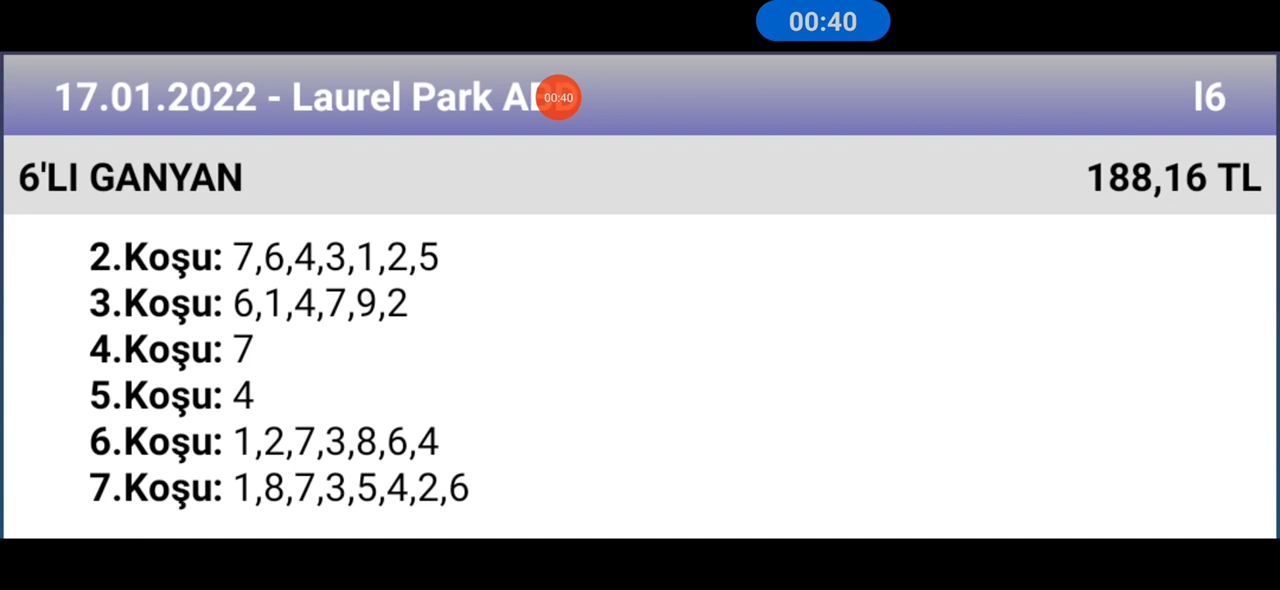 00:40
17.01.2022 - Laurel Park
00:40
I6
6'LI GANYAN
188,16 TL
2.Koşu: 7,6,4,3,1,2,5
3.Koşu: 6,1,4,7,9,2
4.Koşu: 7
5.Koşu: 4
6.Koşu: 1,2,7,3,8,6,4
7.Koşu: 1,8,7,3,5,4,2,6